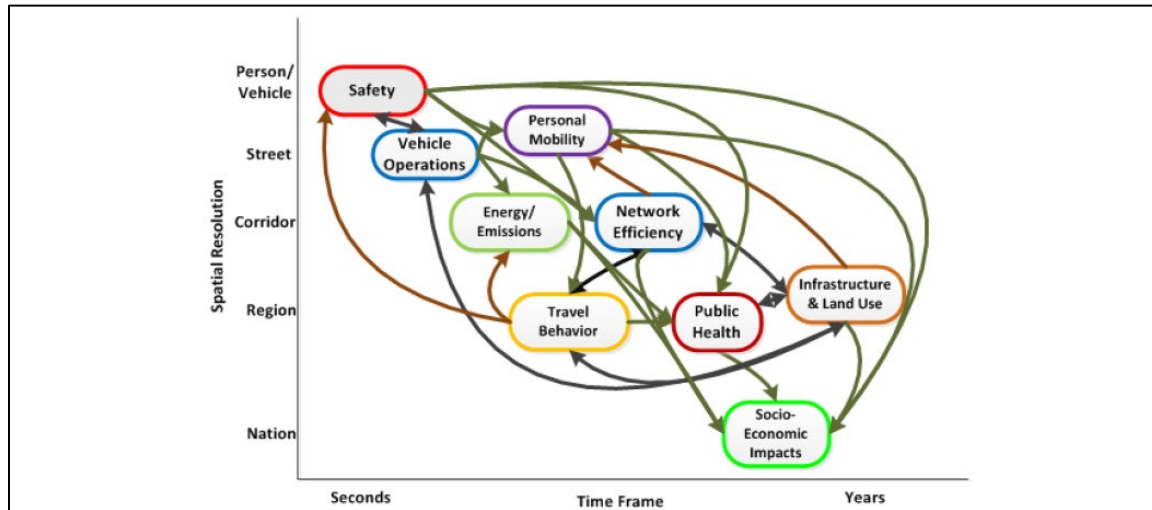 Person/
Vehicle
Safety
Personal
Mobility
Street
Vehicle
Operations
Corridor
Energy/
Emissions
Network
Efficiency
Spatial Resolution
Region
Travel
Behavior
Public
Health
Infrastructure
& Land Use
Nation
Socio-
Economic
Impacts
Seconds
Time Frame
Years